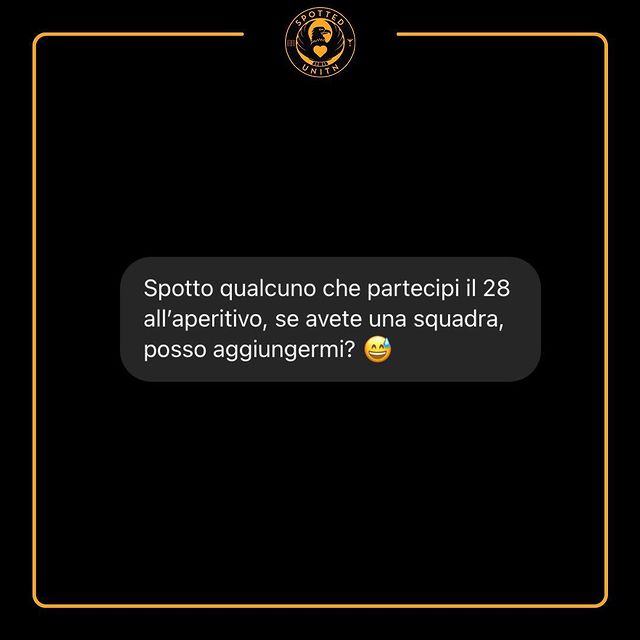 SPOTTED
UNITN
Spotto qualcuno che partecipi il 28
all’aperitivo, se avete una squadra,
posso aggiungermi? 😅